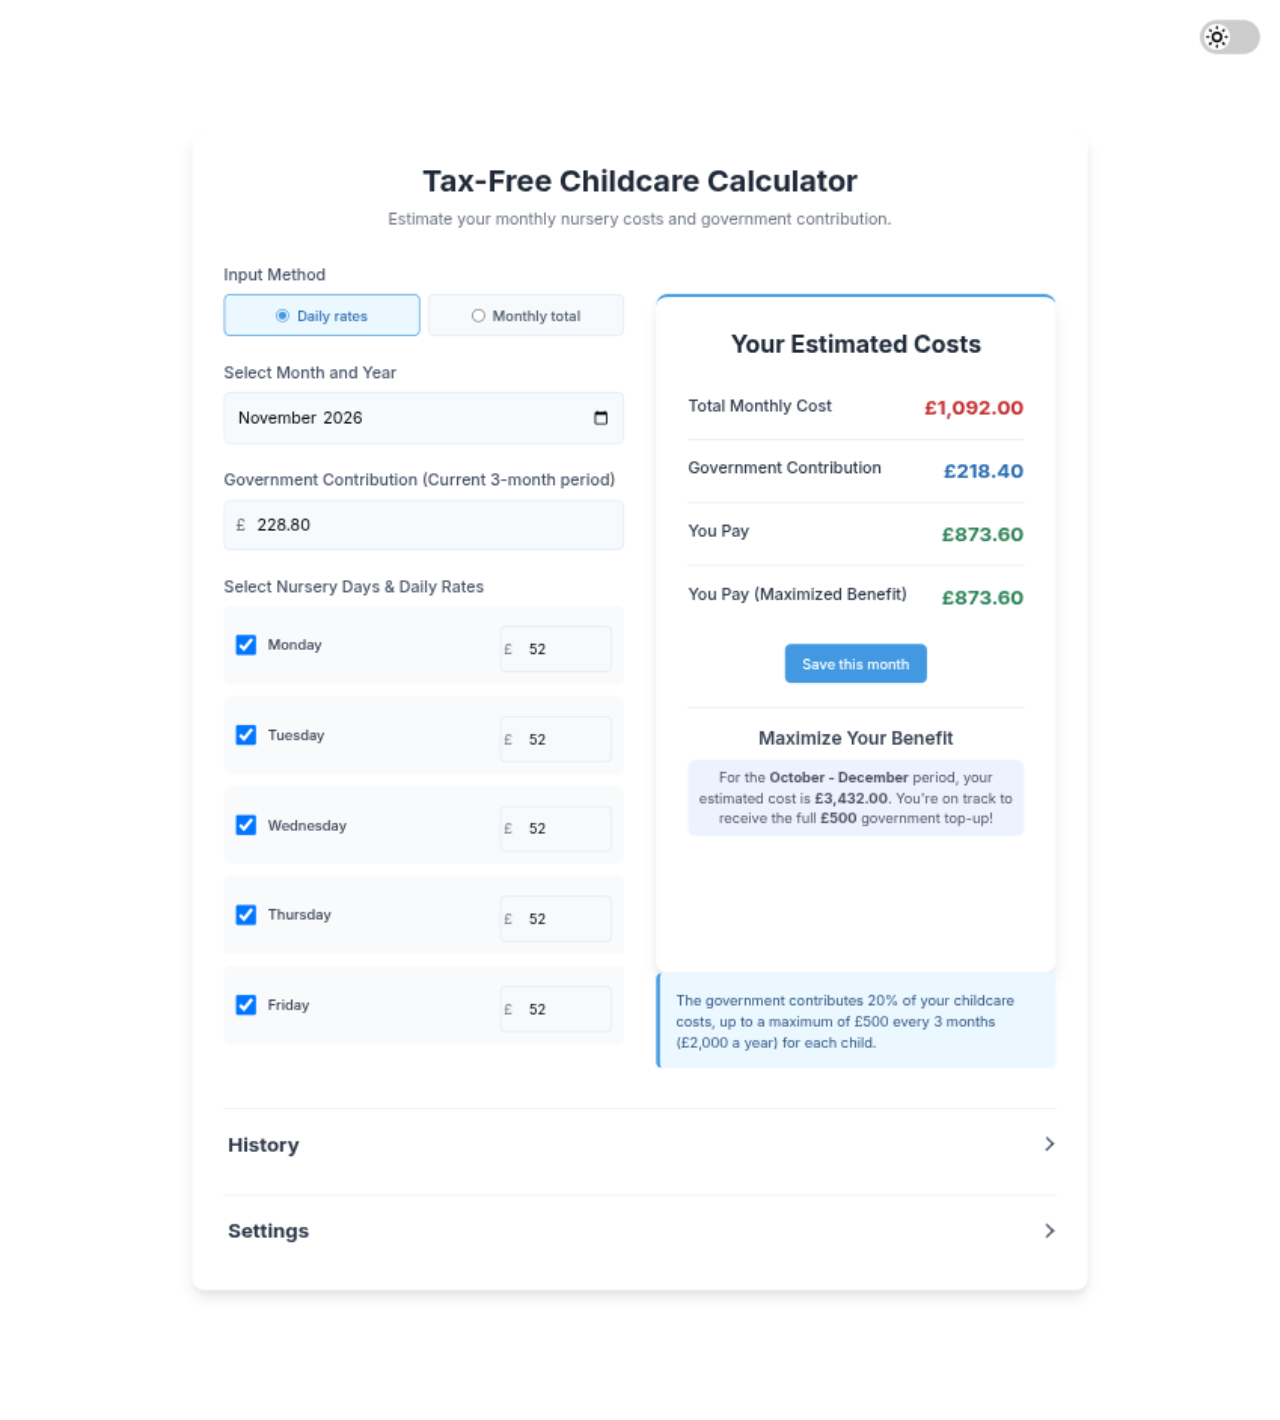 Tax-Free Childcare Calculator
Estimate your monthly nursery costs and government contribution.
Input Method
Daily rates
Monthly total
Select Month and Year
November 2026
Government Contribution (Current 3-month period)
£ 228.80
Select Nursery Days & Daily Rates
Monday £ 52
Tuesday £ 52
Wednesday £ 52
Thursday £ 52
Friday £ 52
Your Estimated Costs
Total Monthly Cost £1,092.00
Government Contribution £218.40
You Pay £873.60
You Pay (Maximized Benefit) £873.60
Save this month
Maximize Your Benefit
For the October - December period, your
estimated cost is £3,432.00. You're on track to
receive the full £500 government top-up!
The government contributes 20% of your childcare
costs, up to a maximum of £500 every 3 months
(£2,000 a year) for each child.
History
Settings